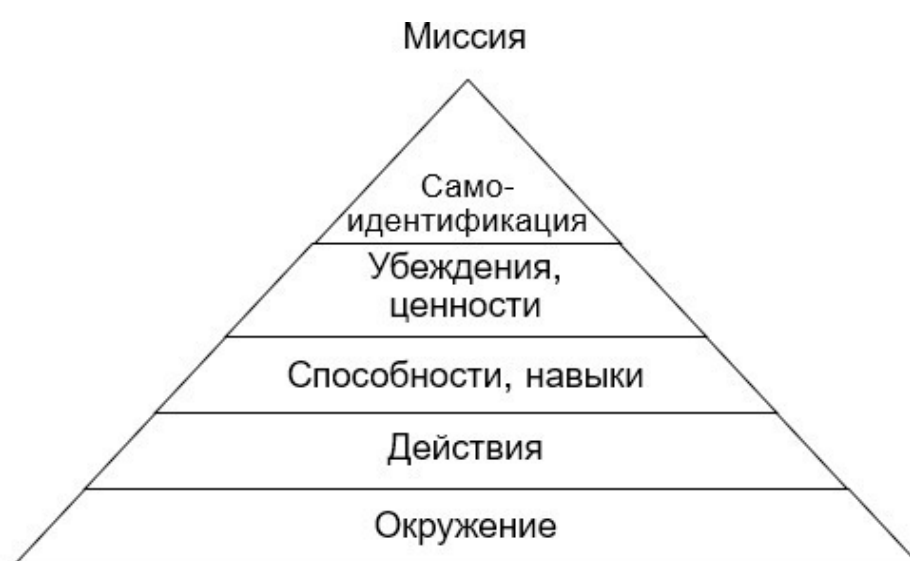 Миссия
Само-
идентификация
Убеждения,
ценности
Способности, навыки
Действия
Окружение